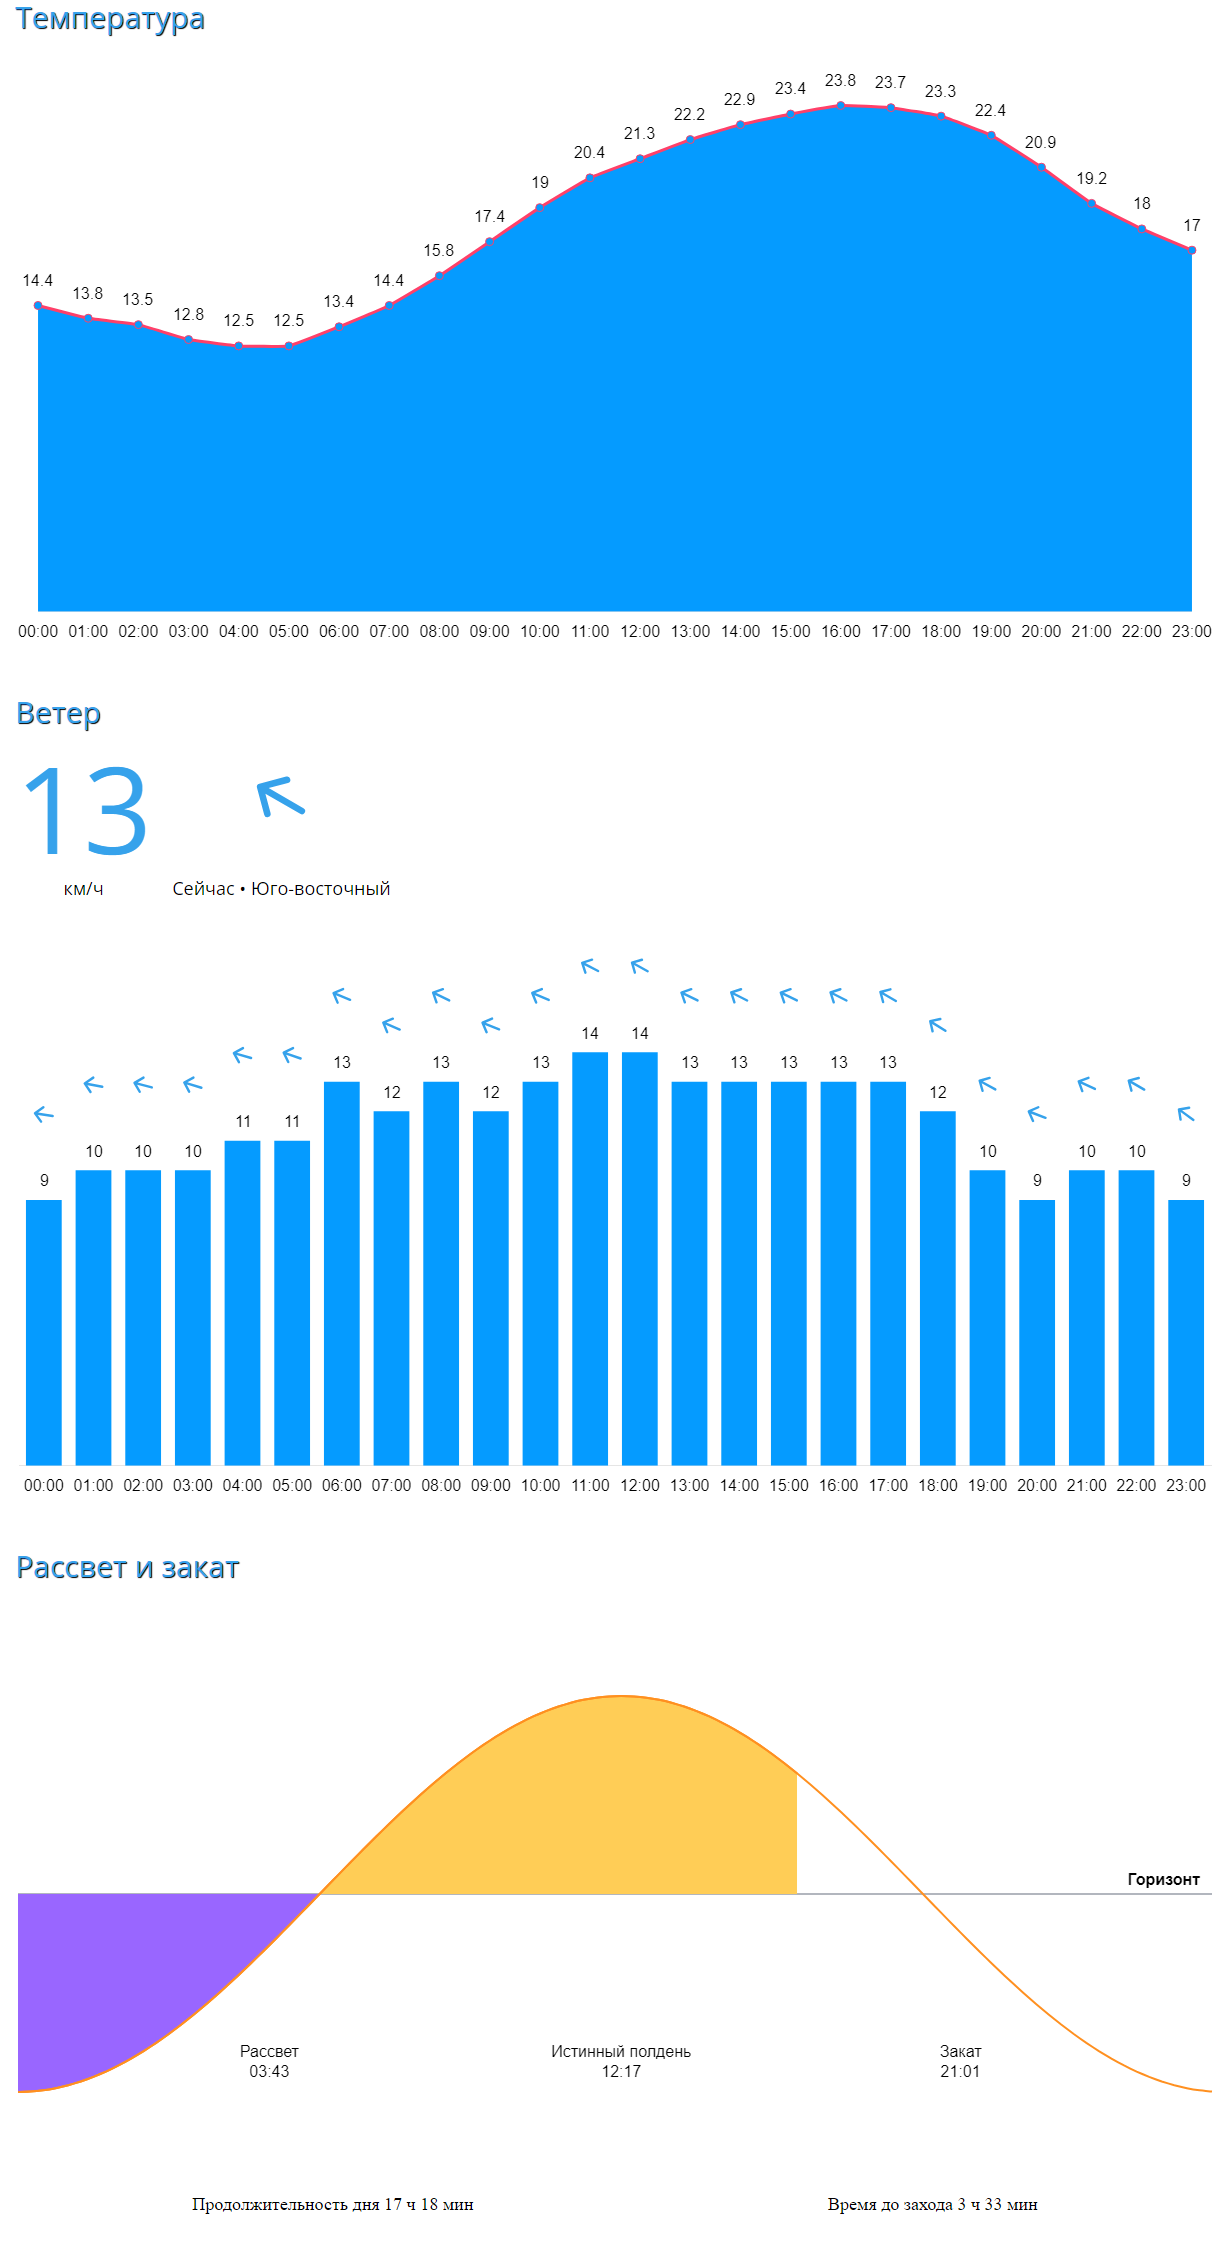 Температура
14.4 13.8 13.5 12.8 12.5 12.5 13.4 14.4 15.8 17.4 19 20.4 21.3 22.2 22.9 23.4 23.8 23.7 23.3 22.4 20.9 19.2 18 17
00:00 01:00 02:00 03:00 04:00 05:00 06:00 07:00 08:00 09:00 10:00 11:00 12:00 13:00 14:00 15:00 16:00 17:00 18:00 19:00 20:00 21:00 22:00 23:00
Ветер
13
км/ч
Сейчас • Юго-восточный
9 10 10 10 11 11 13 12 13 12 13 14 14 13 13 13 13 13 12 10 9 10 10 9
00:00 01:00 02:00 03:00 04:00 05:00 06:00 07:00 08:00 09:00 10:00 11:00 12:00 13:00 14:00 15:00 16:00 17:00 18:00 19:00 20:00 21:00 22:00 23:00
Рассвет и закат
Горизонт
Рассвет
03:43
Истинный полдень
12:17
Закат
21:01
Продолжительность дня 17 ч 18 мин
Время до захода 3 ч 33 мин